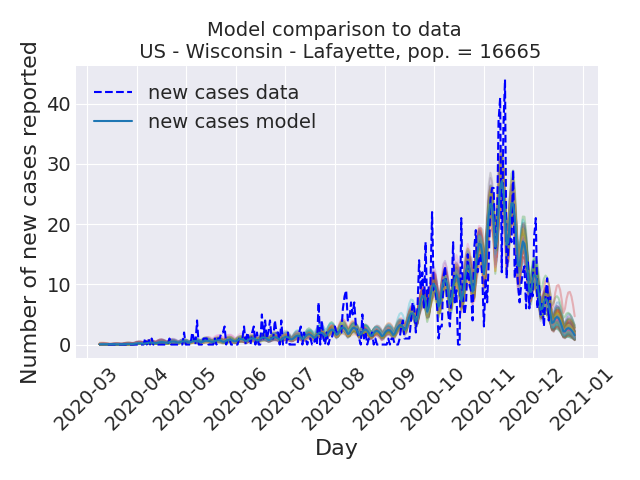 Model comparison to data
US - Wisconsin - Lafayette, pop. = 16665
Number of new cases reported
40
30
20
10
0
new cases data
new cases model
2020-03
2020-04
2020-05
2020-06
2020-07
2020-08
2020-09
2020-10
2020-11
2020-12
2021-01
Day